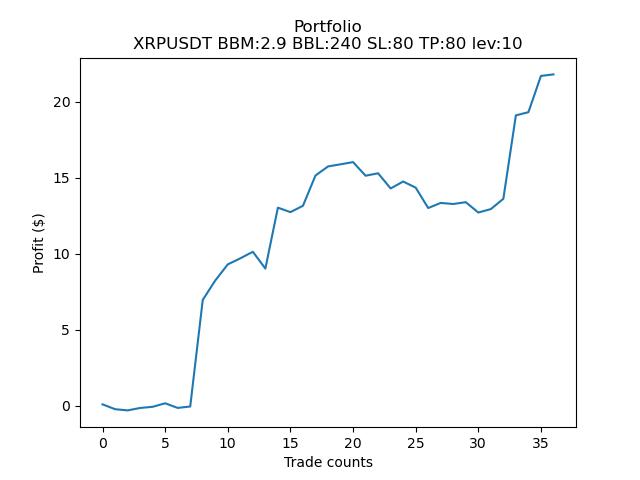 Portfolio
XRPUSDT BBM:2.9 BBL:240 SL:80 TP:80 lev:10
20
15
10
5
0
Profit ($)
0 5 10 15 20 25 30 35
Trade counts